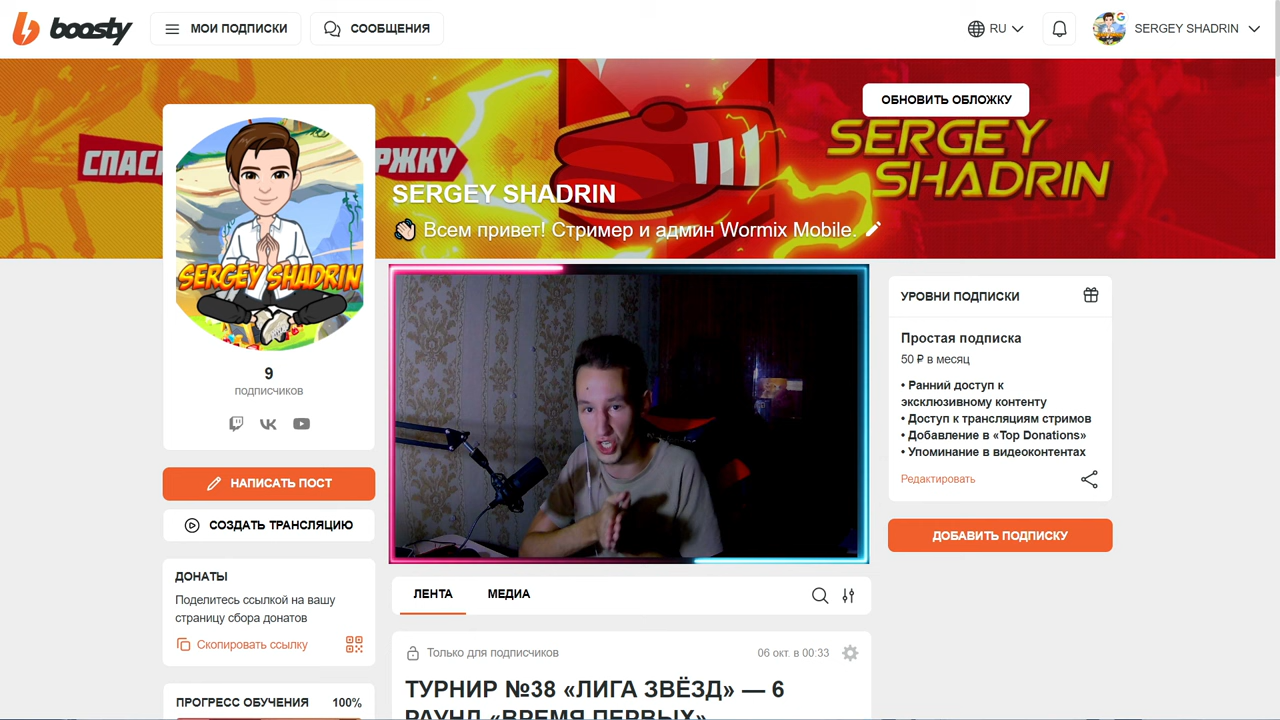 boosty
МОИ ПОДПИСКИ
СООБЩЕНИЯ
RU
SERGEY SHADRIN
ОБНОВИТЬ ОБЛОЖКУ
SERGEY
SHADRIN
SERGEY SHADRIN
👋 Всем привет! Стример и админ Wormix Mobile.
SERGEY SHADRIN
9
подписчиков
НАПИСАТЬ ПОСТ
СОЗДАТЬ ТРАНСЛЯЦИЮ
ДОНАТЫ
Поделитесь ссылкой на вашу
страницу сбора донатов
Скопировать ссылку
ПРОГРЕСС ОБУЧЕНИЯ 100%
ЛЕНТА МЕДИА
Только для подписчиков 06 окт. в 00:33
ТУРНИР №38 «ЛИГА ЗВЁЗД» — 6
РАУНД «ВРЕМЯ ПЕРВЫХ»
УРОВНИ ПОДПИСКИ
Простая подписка
50 ₽ в месяц
• Ранний доступ к
эксклюзивному контенту
• Доступ к трансляциям стримов
• Добавление в «Top Donations»
• Упоминание в видеоконтентах
Редактировать
ДОБАВИТЬ ПОДПИСКУ